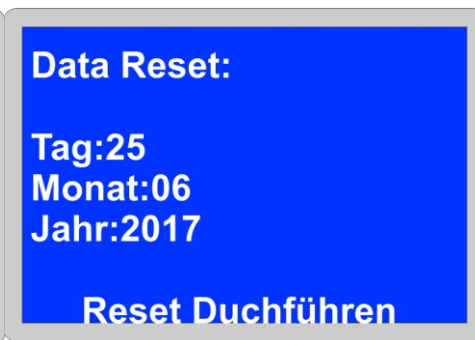 Data Reset:
Tag:25
Monat:06
Jahr:2017
Reset Duchführen